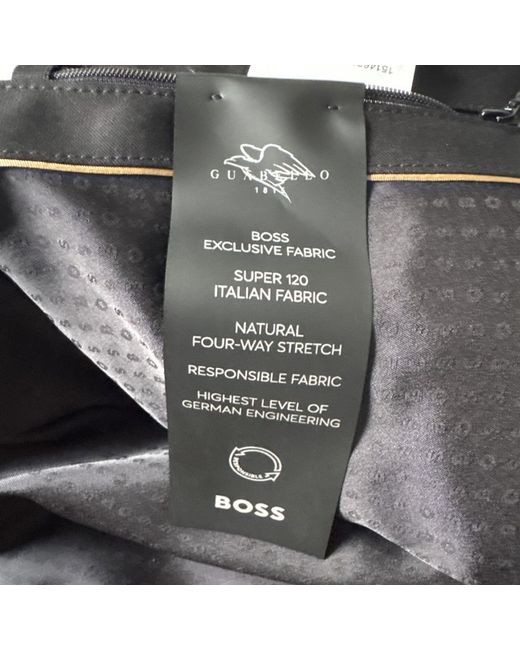 GUABELLO
BOSS
EXCLUSIVE FABRIC
SUPER 120
ITALIAN FABRIC
NATURAL
FOUR-WAY STRETCH
RESPONSIBLE FABRIC
HIGHEST LEVEL OF
GERMAN ENGINEERING
RESPONSIBLE
BOSS